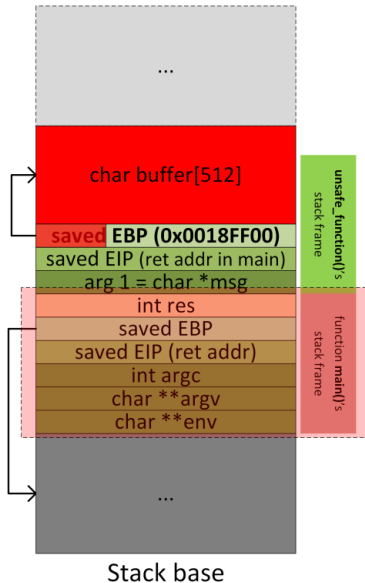 ...
char buffer[512]
saved EBP (0x0018FF00)
saved EIP (ret addr in main)
arg 1 = char *msg
int res
saved EBP
saved EIP (ret addr)
int argc
char **argv
char **env
...
Stack base
unsafe_function()'s
stack frame
function main()'s
stack frame